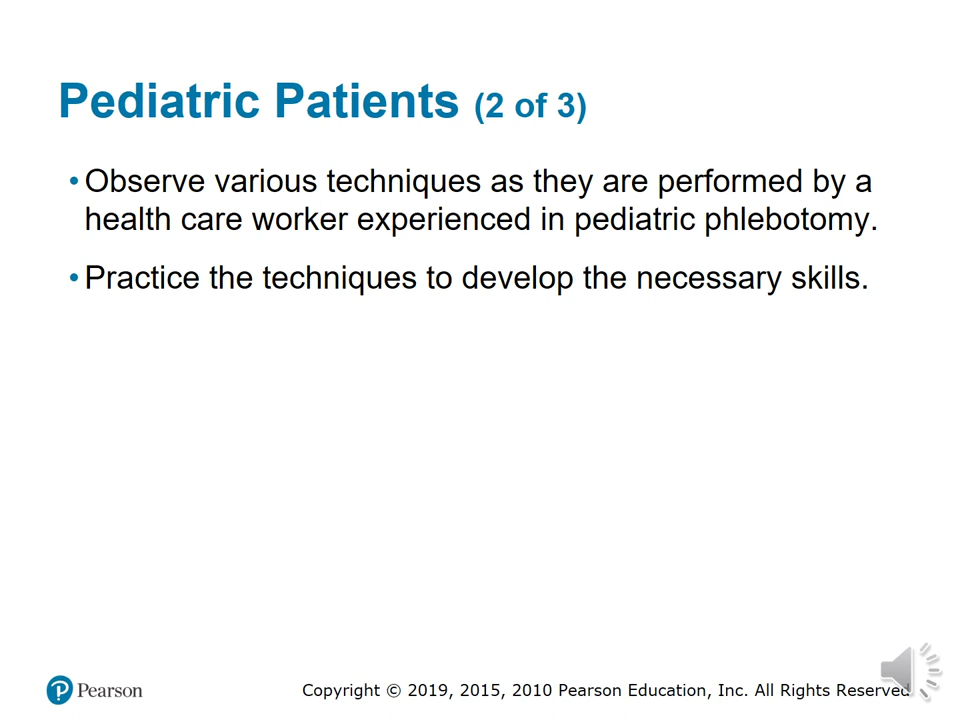 Pediatric Patients (2 of 3)
• Observe various techniques as they are performed by a
health care worker experienced in pediatric phlebotomy.
• Practice the techniques to develop the necessary skills.
Pearson
Copyright © 2019, 2015, 2010 Pearson Education, Inc. All Rights Reserved